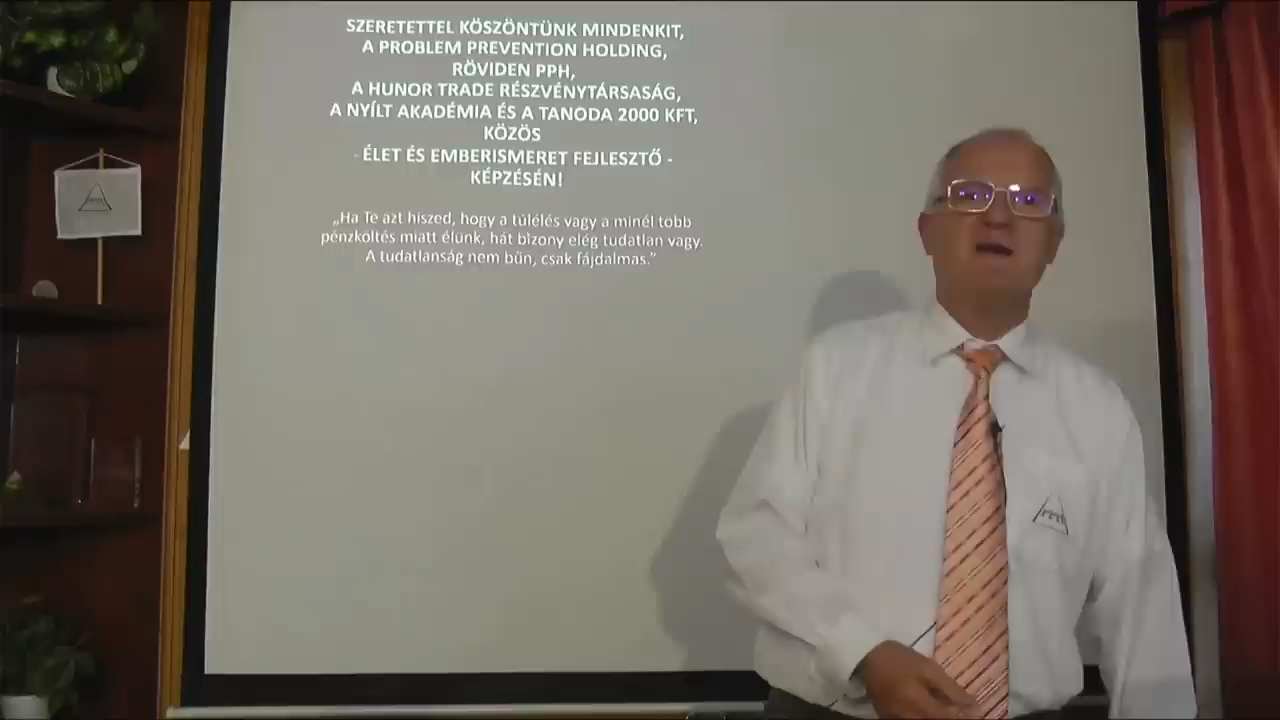 SZERETETTEL KÖSZÖNTÜNK MINDENKIT,
A PROBLEM PREVENTION HOLDING,
RÖVIDEN PPH,
A HUNOR TRADE RÉSZVÉNYTÁRSASÁG,
A NYÍLT AKADÉMIA ÉS A TANODA 2000 KFT,
KÖZÖS
- ÉLET ÉS EMBERISMERET FEJLESZTŐ -
KÉPZÉSÉN!
„Ha Te azt hiszed, hogy a túlélés vagy a minél több
pénzköltés miatt élünk, hát bizony elég tudatlan vagy.
A tudatlanság nem bűn, csak fájdalmas.”